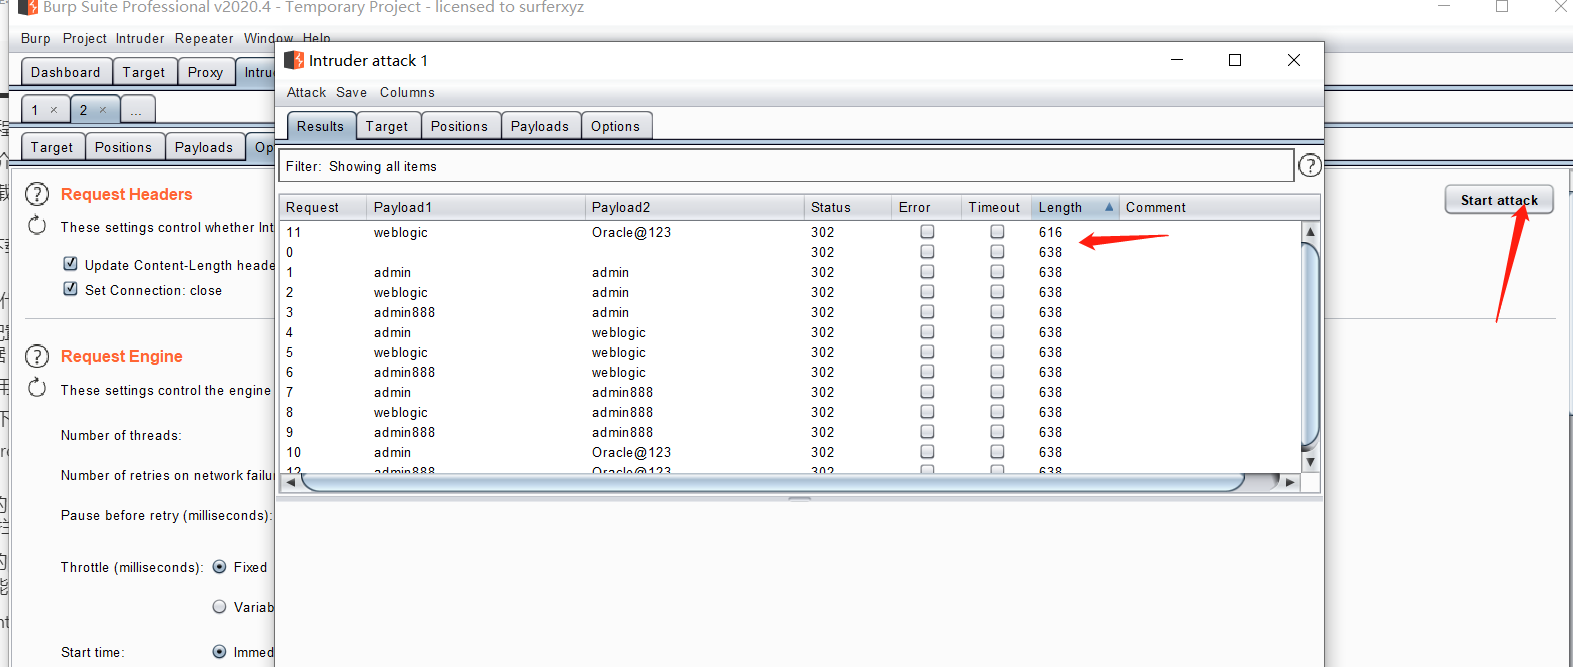 Burp Suite Professional v2020.4 - Temporary Project - licensed to surferxyz
Burp Project Intruder Repeater Window Help
Intruder attack 1
Dashboard Target Proxy Intru
Attack Save Columns
1 × 2 × ...
Results Target Positions Payloads Options
Target Positions Payloads Op
Filter: Showing all items ?
Request Headers
Start attack
Request Payload1 Payload2 Status Error Timeout Length Comment
These settings control whether Int
11 weblogic Oracle@123 302 616
0 302 638
Update Content-Length heade
1 admin admin 302 638
Set Connection: close
2 weblogic admin 302 638
3 admin888 admin 302 638
4 admin weblogic 302 638
5 weblogic weblogic 302 638
Request Engine
6 admin888 weblogic 302 638
These settings control the engine
7 admin admin888 302 638
8 weblogic admin888 302 638
Number of threads:
9 admin888 admin888 302 638
10 admin Oracle@123 302 638
Number of retries on network failu
12 admin888 Oracle@123 302 638
Pause before retry (milliseconds):
Throttle (milliseconds): Fixed
Variab
Start time: Immed